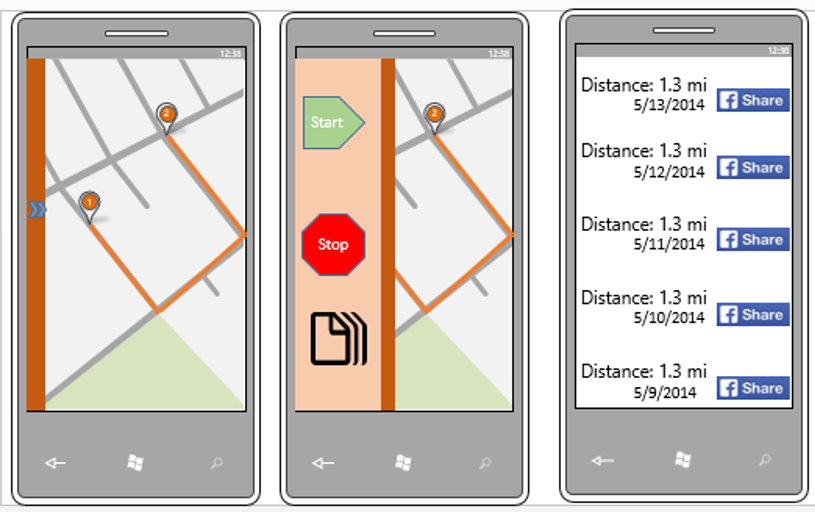 12:38
2
1
12:38
Start
2
Stop
12:38
Distance: 1.3 mi
5/13/2014
f Share
Distance: 1.3 mi
5/12/2014
f Share
Distance: 1.3 mi
5/11/2014
f Share
Distance: 1.3 mi
5/10/2014
f Share
Distance: 1.3 mi
5/9/2014
f Share